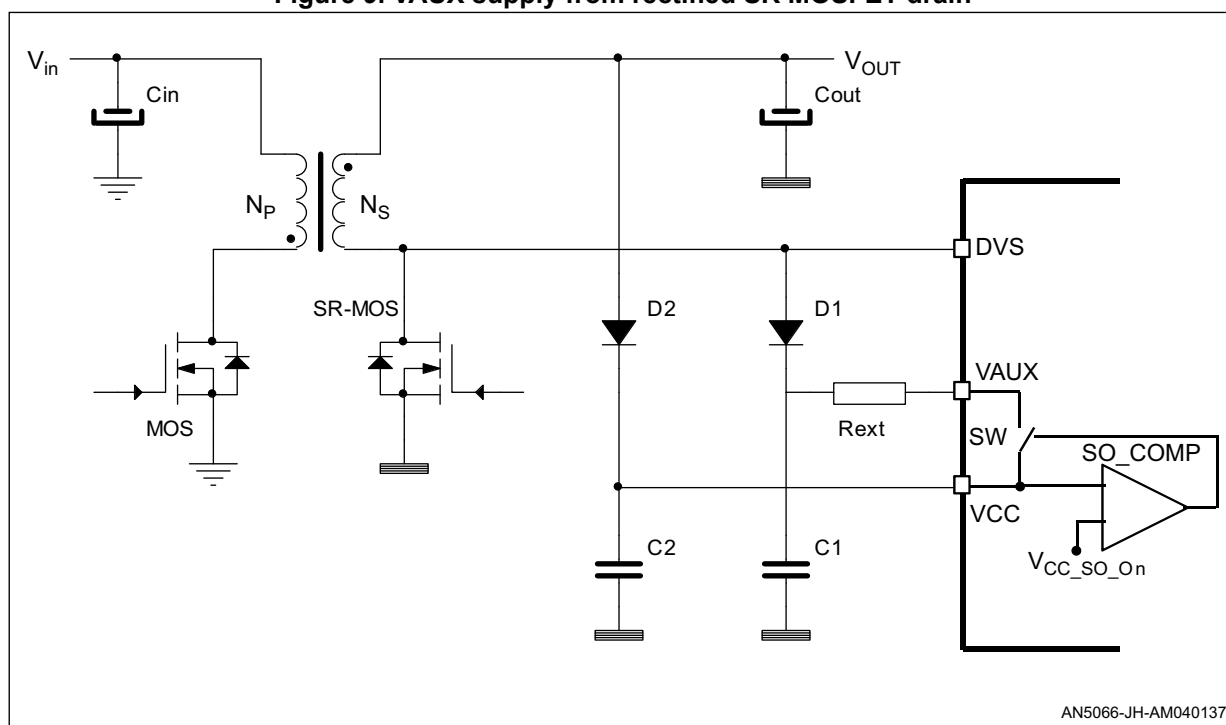 Figure 9. VAUX supply from rectified SR MOSFET drain
Vin
Cin
VOUT
Cout
NP
NS
DVS
SR-MOS
D2
D1
VAUX
MOS
Rext
SW
SO_COMP
VCC
C2
C1
VCC_SO_On
AN5066-JH-AM040137